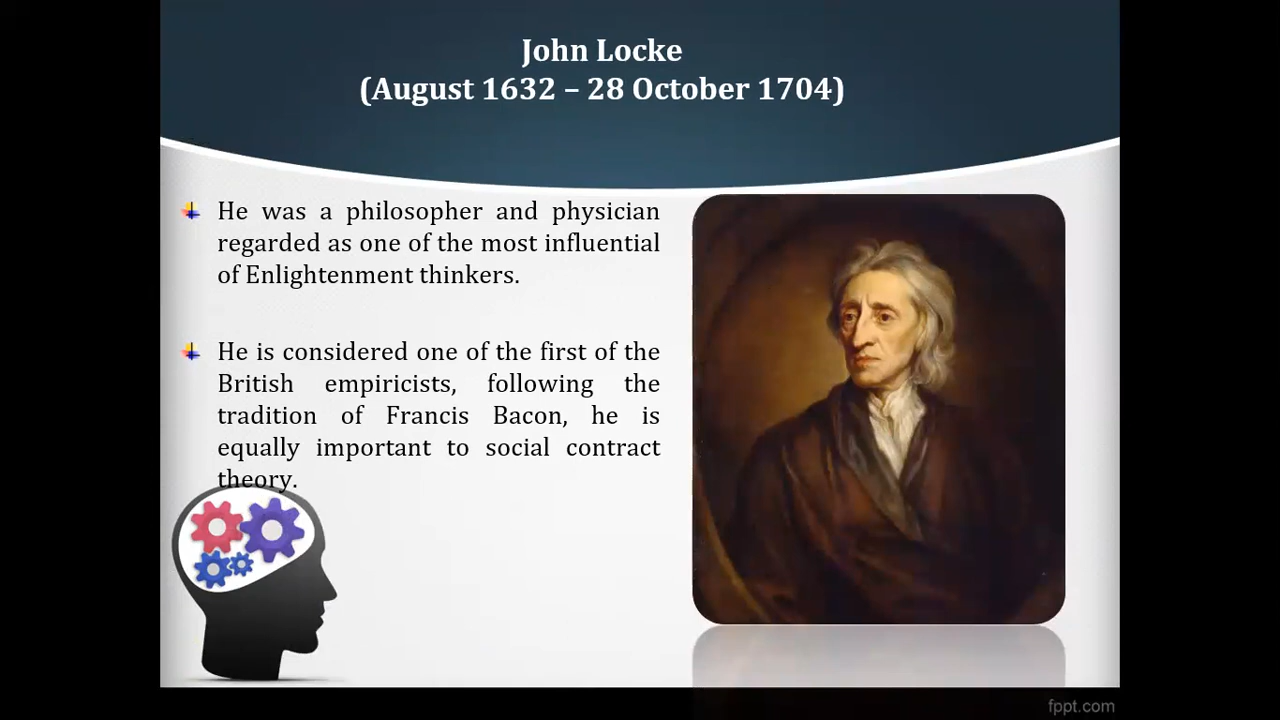 John Locke
(August 1632 – 28 October 1704)
He was a philosopher and physician
regarded as one of the most influential
of Enlightenment thinkers.
He is considered one of the first of the
British empiricists, following the
tradition of Francis Bacon, he is
equally important to social contract
theory.
fppt.com